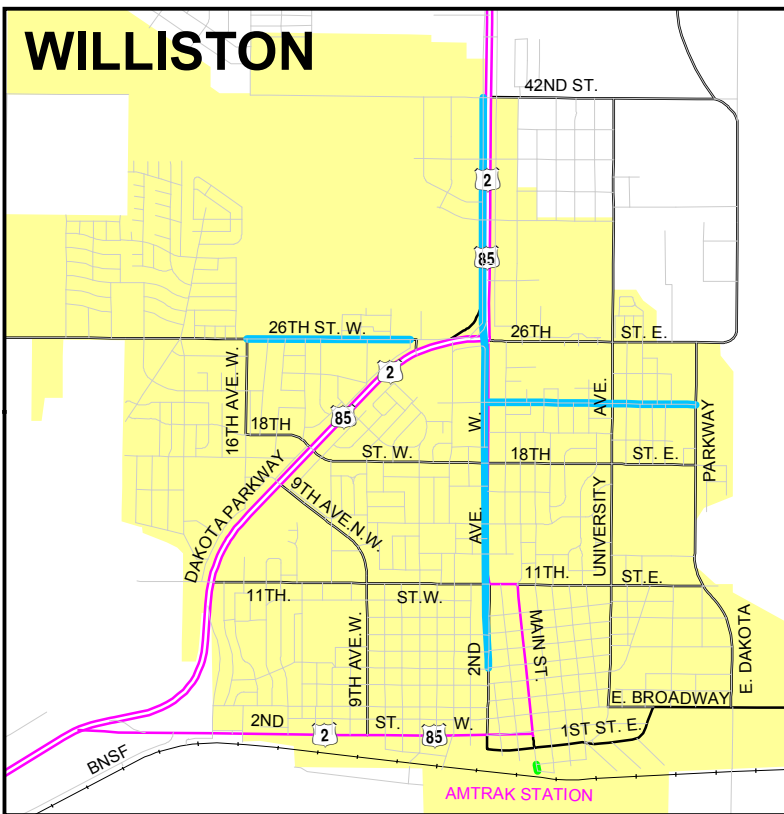 WILLISTON
42ND ST.
2
85
26TH ST. W.
26TH
ST. E.
2
16TH AVE. W.
85
AVE.
PARKWAY
W.
18TH
ST. W.
18TH
ST. E.
DAKOTA PARKWAY
9TH AVE.N.W.
AVE.
UNIVERSITY
11TH.
ST.W.
11TH.
ST.E.
9TH AVE.W.
2ND
MAIN ST.
E. DAKOTA
E. BROADWAY
2ND
ST.
W.
2
85
1ST ST. E.
BNSF
AMTRAK STATION